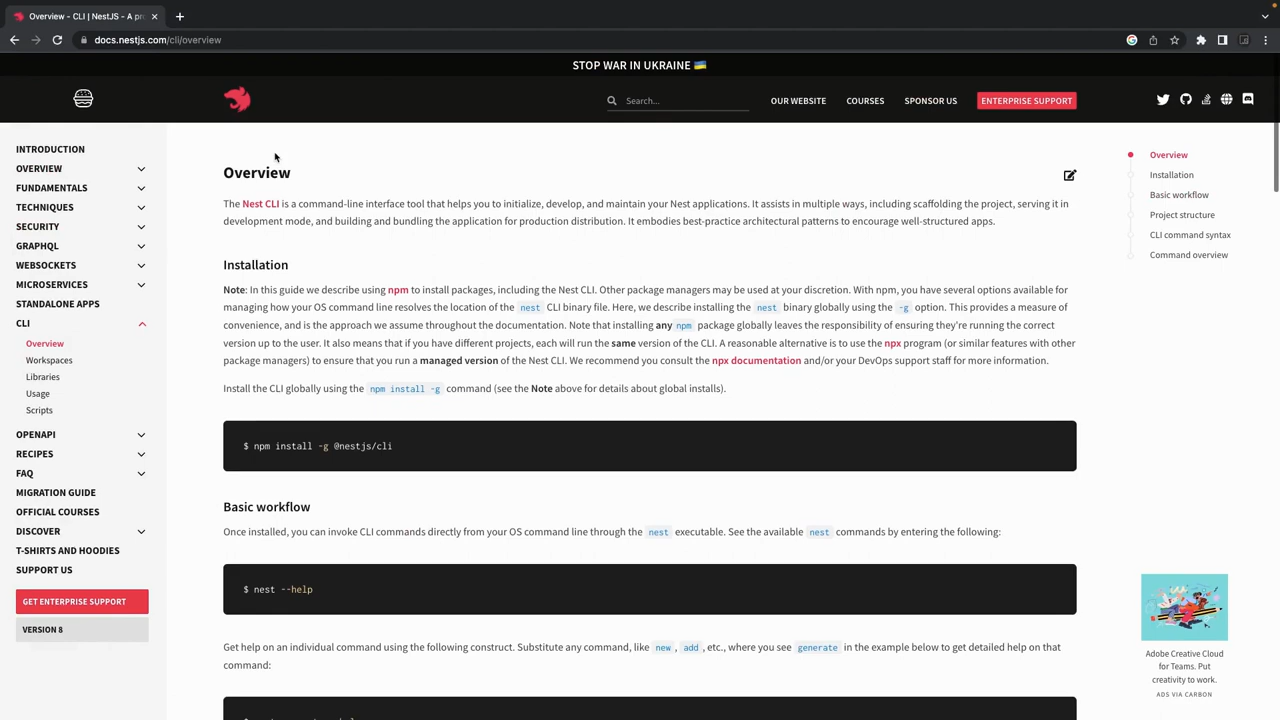 Overview - CLI | NestJS - A pr
docs.nestjs.com/cli/overview
STOP WAR IN UKRAINE 🇺🇦
Search...
OUR WEBSITE
COURSES
SPONSOR US
ENTERPRISE SUPPORT
INTRODUCTION
OVERVIEW
FUNDAMENTALS
TECHNIQUES
SECURITY
GRAPHQL
WEBSOCKETS
MICROSERVICES
STANDALONE APPS
CLI
Overview
Workspaces
Libraries
Usage
Scripts
OPENAPI
RECIPES
FAQ
MIGRATION GUIDE
OFFICIAL COURSES
DISCOVER
T-SHIRTS AND HOODIES
SUPPORT US
GET ENTERPRISE SUPPORT
VERSION 8
Overview
The Nest CLI is a command-line interface tool that helps you to initialize, develop, and maintain your Nest applications. It assists in multiple ways, including scaffolding the project, serving it in
development mode, and building and bundling the application for production distribution. It embodies best-practice architectural patterns to encourage well-structured apps.
Installation
Note: In this guide we describe using npm to install packages, including the Nest CLI. Other package managers may be used at your discretion. With npm, you have several options available for
managing how your OS command line resolves the location of the nest CLI binary file. Here, we describe installing the nest binary globally using the -g option. This provides a measure of
convenience, and is the approach we assume throughout the documentation. Note that installing any npm package globally leaves the responsibility of ensuring they're running the correct
version up to the user. It also means that if you have different projects, each will run the same version of the CLI. A reasonable alternative is to use the npx program (or similar features with other
package managers) to ensure that you run a managed version of the Nest CLI. We recommend you consult the npx documentation and/or your DevOps support staff for more information.
Install the CLI globally using the npm install -g command (see the Note above for details about global installs).
$ npm install -g @nestjs/cli
Basic workflow
Once installed, you can invoke CLI commands directly from your OS command line through the nest executable. See the available nest commands by entering the following:
$ nest --help
Get help on an individual command using the following construct. Substitute any command, like new, add, etc., where you see generate in the example below to get detailed help on that
command:
Overview
Installation
Basic workflow
Project structure
CLI command syntax
Command overview
Adobe Creative Cloud
for Teams. Put
creativity to work.
ADS VIA CARBON